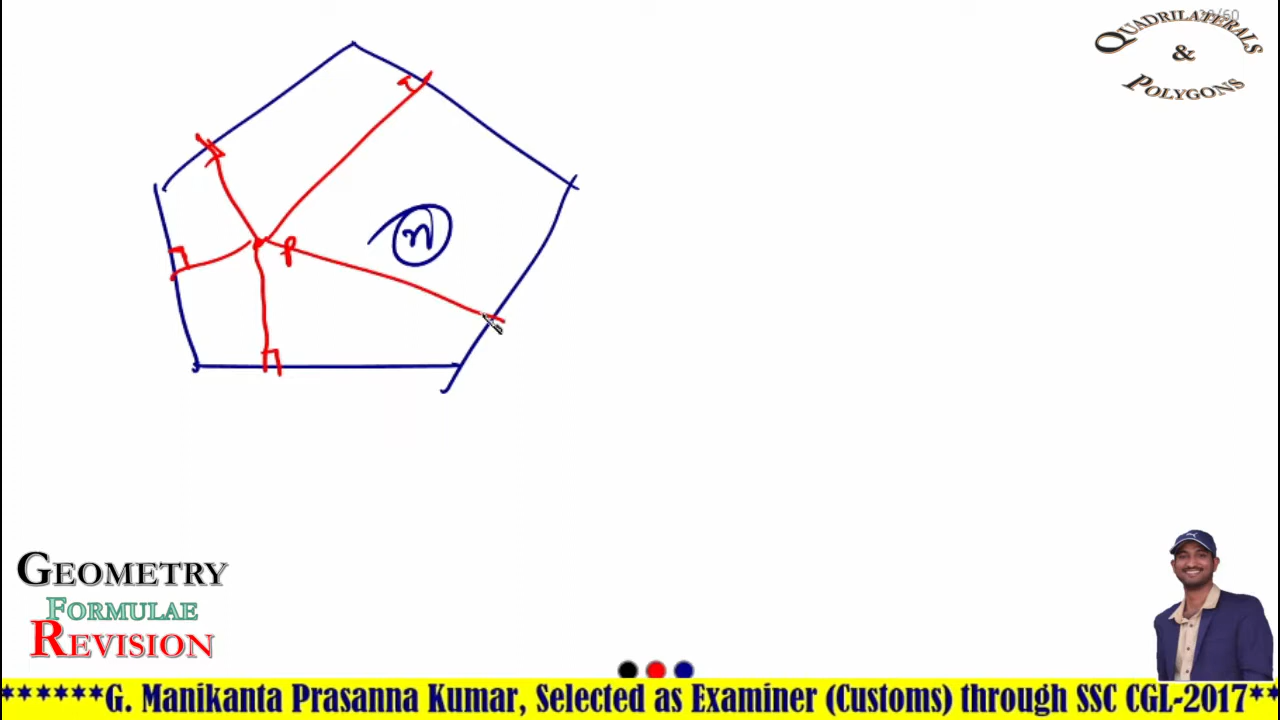 QUADRILATERALS
&
POLYGONS
P
n
GEOMETRY
FORMULAE
REVISION
******G. Manikanta Prasanna Kumar, Selected as Examiner (Customs) through SSC CGL-2017**